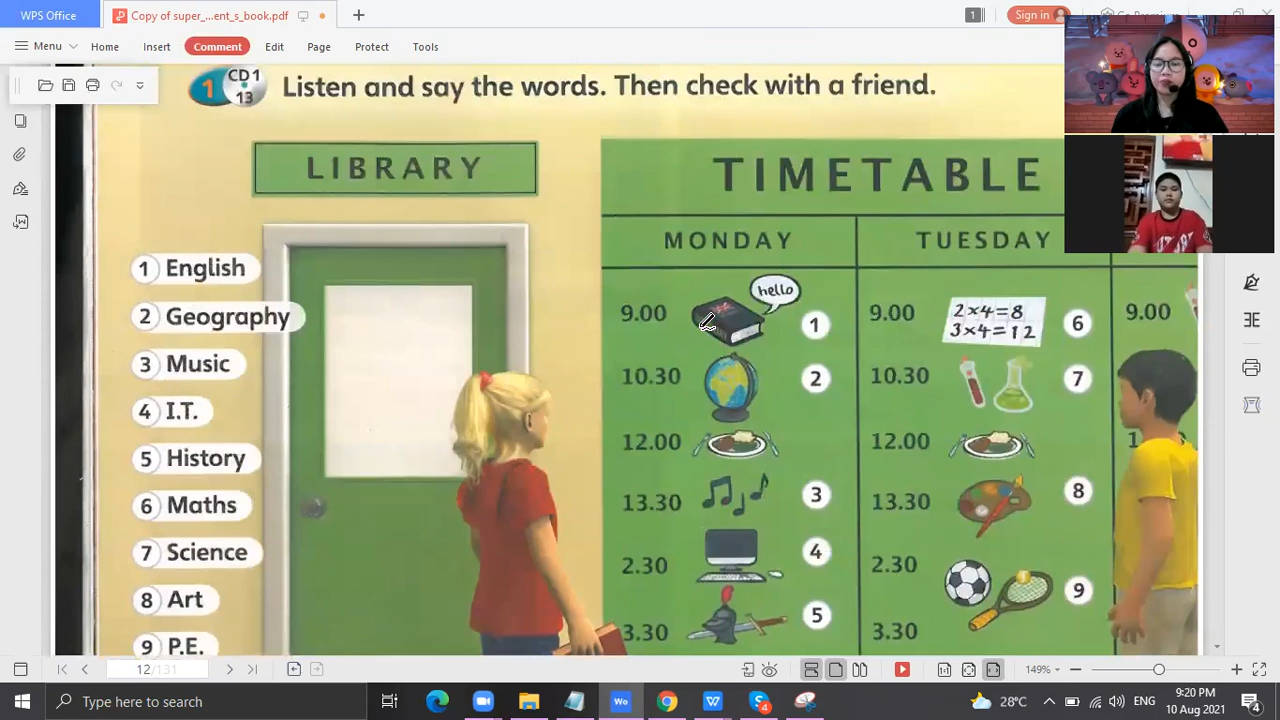 WPS Office
Copy of super_...ent_s_book.pdf
1
Sign in
Go Premium
Menu
Home
Insert
Comment
Edit
Page
Protect
Tools
1
CD1
13
Listen and say the words. Then check with a friend.
LIBRARY
TIMETABLE
MONDAY
TUESDAY
1 English
2 Geography
3 Music
4 I.T.
5 History
6 Maths
7 Science
8 Art
9 P.E.
9.00
hello
1
10.30
2
12.00
13.30
3
2.30
4
3.30
5
9.00
2x4=8
3x4=12
6
10.30
7
12.00
13.30
8
2.30
9
3.30
9.00
12/131
149%
Type here to search
28°C
ENG
9:20 PM
10 Aug 2021
4
4